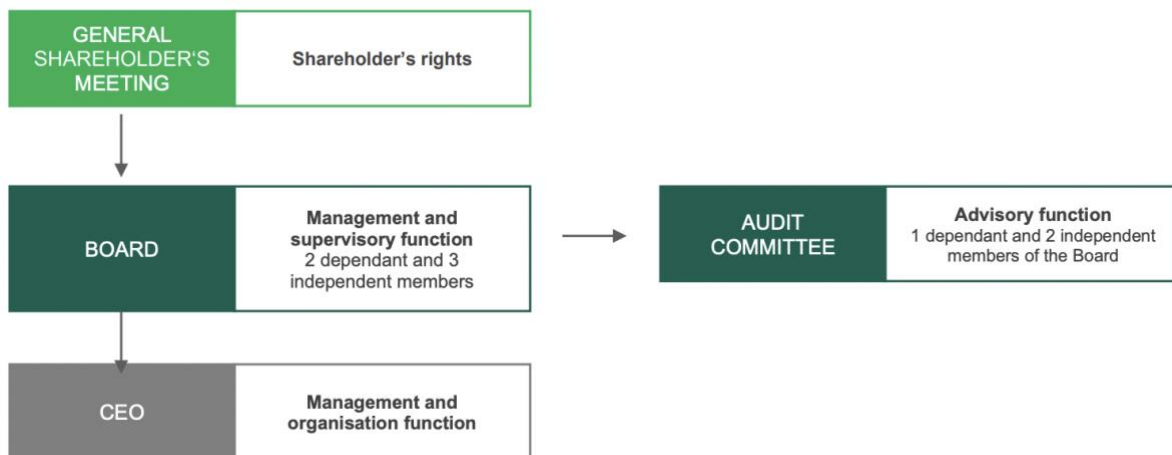 GENERAL
SHAREHOLDER‘S
MEETING
Shareholder’s rights
BOARD
Management and
supervisory function
2 dependant and 3
independent members
AUDIT
COMMITTEE
Advisory function
1 dependant and 2 independent
members of the Board
CEO
Management and
organisation function